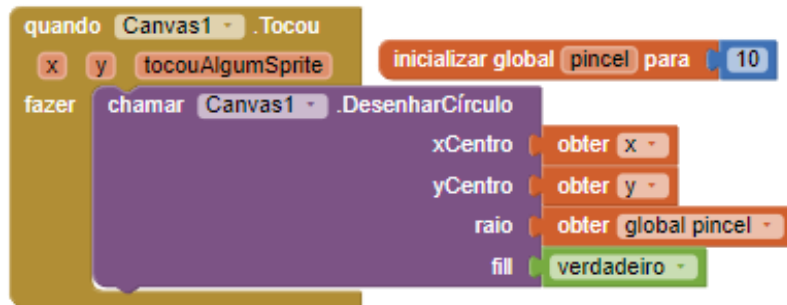 quando Canvas1 .Tocou
x y tocouAlgumSprite
inicializar global pincel para 10
fazer chamar Canvas1 .DesenharCírculo
xCentro obter x
yCentro obter y
raio obter global pincel
fill verdadeiro